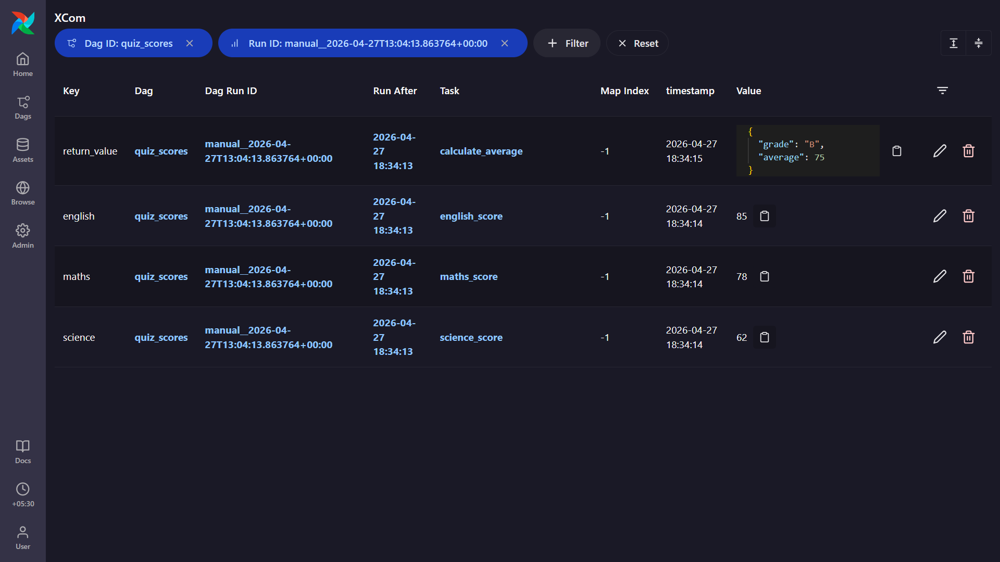 XCom
Dag ID: quiz_scores
Run ID: manual__2026-04-27T13:04:13.863764+00:00
Filter
Reset
Home
Dags
Assets
Browse
Admin
Docs
+05:30
User
Key Dag Dag Run ID Run After Task Map Index timestamp Value
return_value
quiz_scores
manual__2026-04-
27T13:04:13.863764+00:00
2026-04-
27
18:34:13
calculate_average
-1
2026-04-27
18:34:15
{
"grade": "B",
"average": 75
}
english
quiz_scores
manual__2026-04-
27T13:04:13.863764+00:00
2026-04-
27
18:34:13
english_score
-1
2026-04-27
18:34:14
85
maths
quiz_scores
manual__2026-04-
27T13:04:13.863764+00:00
2026-04-
27
18:34:13
maths_score
-1
2026-04-27
18:34:14
78
science
quiz_scores
manual__2026-04-
27T13:04:13.863764+00:00
2026-04-
27
18:34:13
science_score
-1
2026-04-27
18:34:14
62